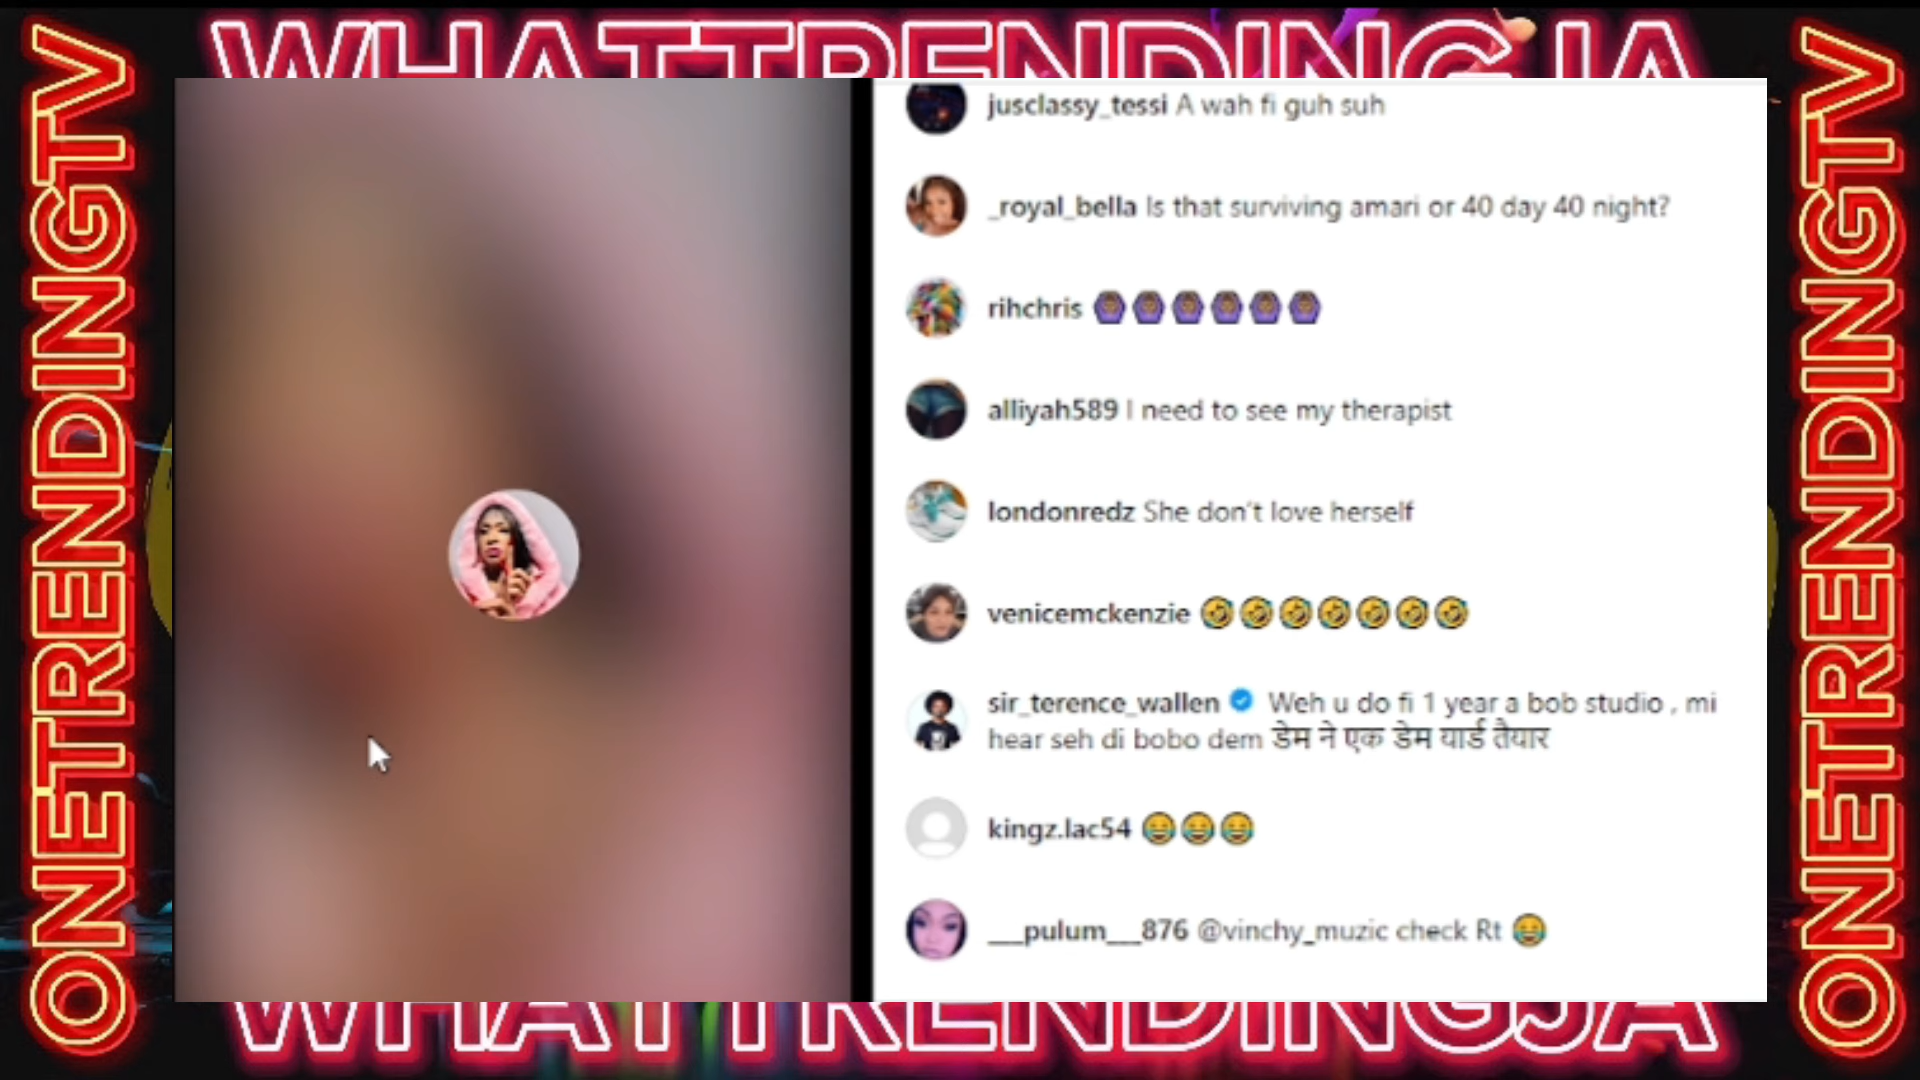 WHATTRENDINGJA
ONETRENDINGTV
jusclassy_tessi A wah fi guh suh
_royal_bella Is that surviving amari or 40 day 40 night?
rihchris 🙆🏽🙆🏽🙆🏽🙆🏽🙆🏽🙆🏽
alliyah589 I need to see my therapist
londonredz She don't love herself
venicemckenzie 🤣🤣🤣🤣🤣🤣🤣
sir_terence_wallen Weh u do fi 1 year a bob studio , mi
hear seh di bobo dem डेम ने एक डेम यार्ड तैयार
kingz.lac54 😂😂😂
___pulum___876 @vinchy_muzic check Rt 😂
ONETRENDINGTV
WHATTRENDINGJA